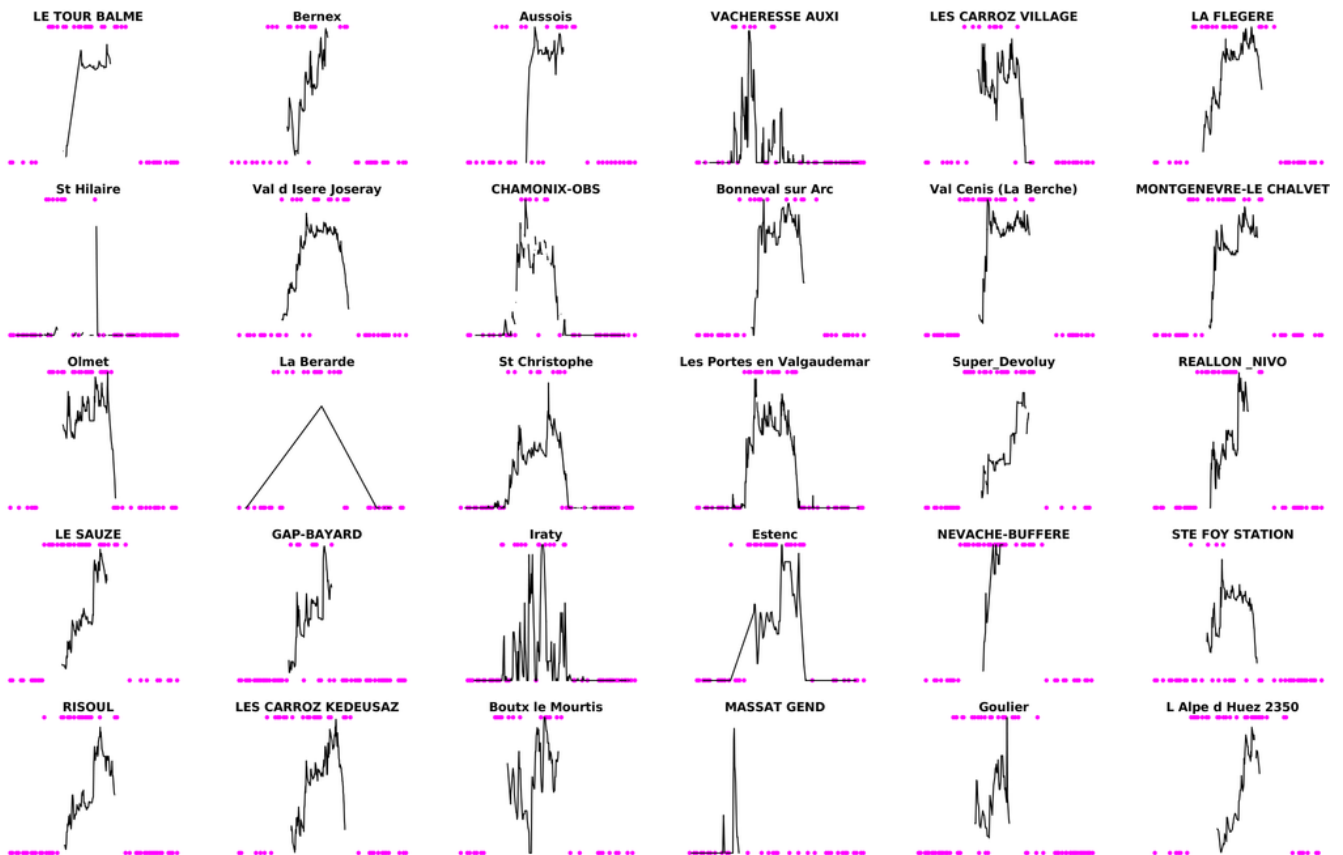 LE TOUR BALME
Bernex
Aussois
VACHERESSE AUXI
LES CARROZ VILLAGE
LA FLEGERE
St Hilaire
Val d Isere Joseray
CHAMONIX-OBS
Bonneval sur Arc
Val Cenis (La Berche)
MONTGENEVRE-LE CHALVET
Olmet
La Berarde
St Christophe
Les Portes en Valgaudemar
Super_Devoluy
REALLON _NIVO
LE SAUZE
GAP-BAYARD
Iraty
Estenc
NEVACHE-BUFFERE
STE FOY STATION
RISOUL
LES CARROZ KEDEUSAZ
Boutx le Mourtis
MASSAT GEND
Goulier
L Alpe d Huez 2350